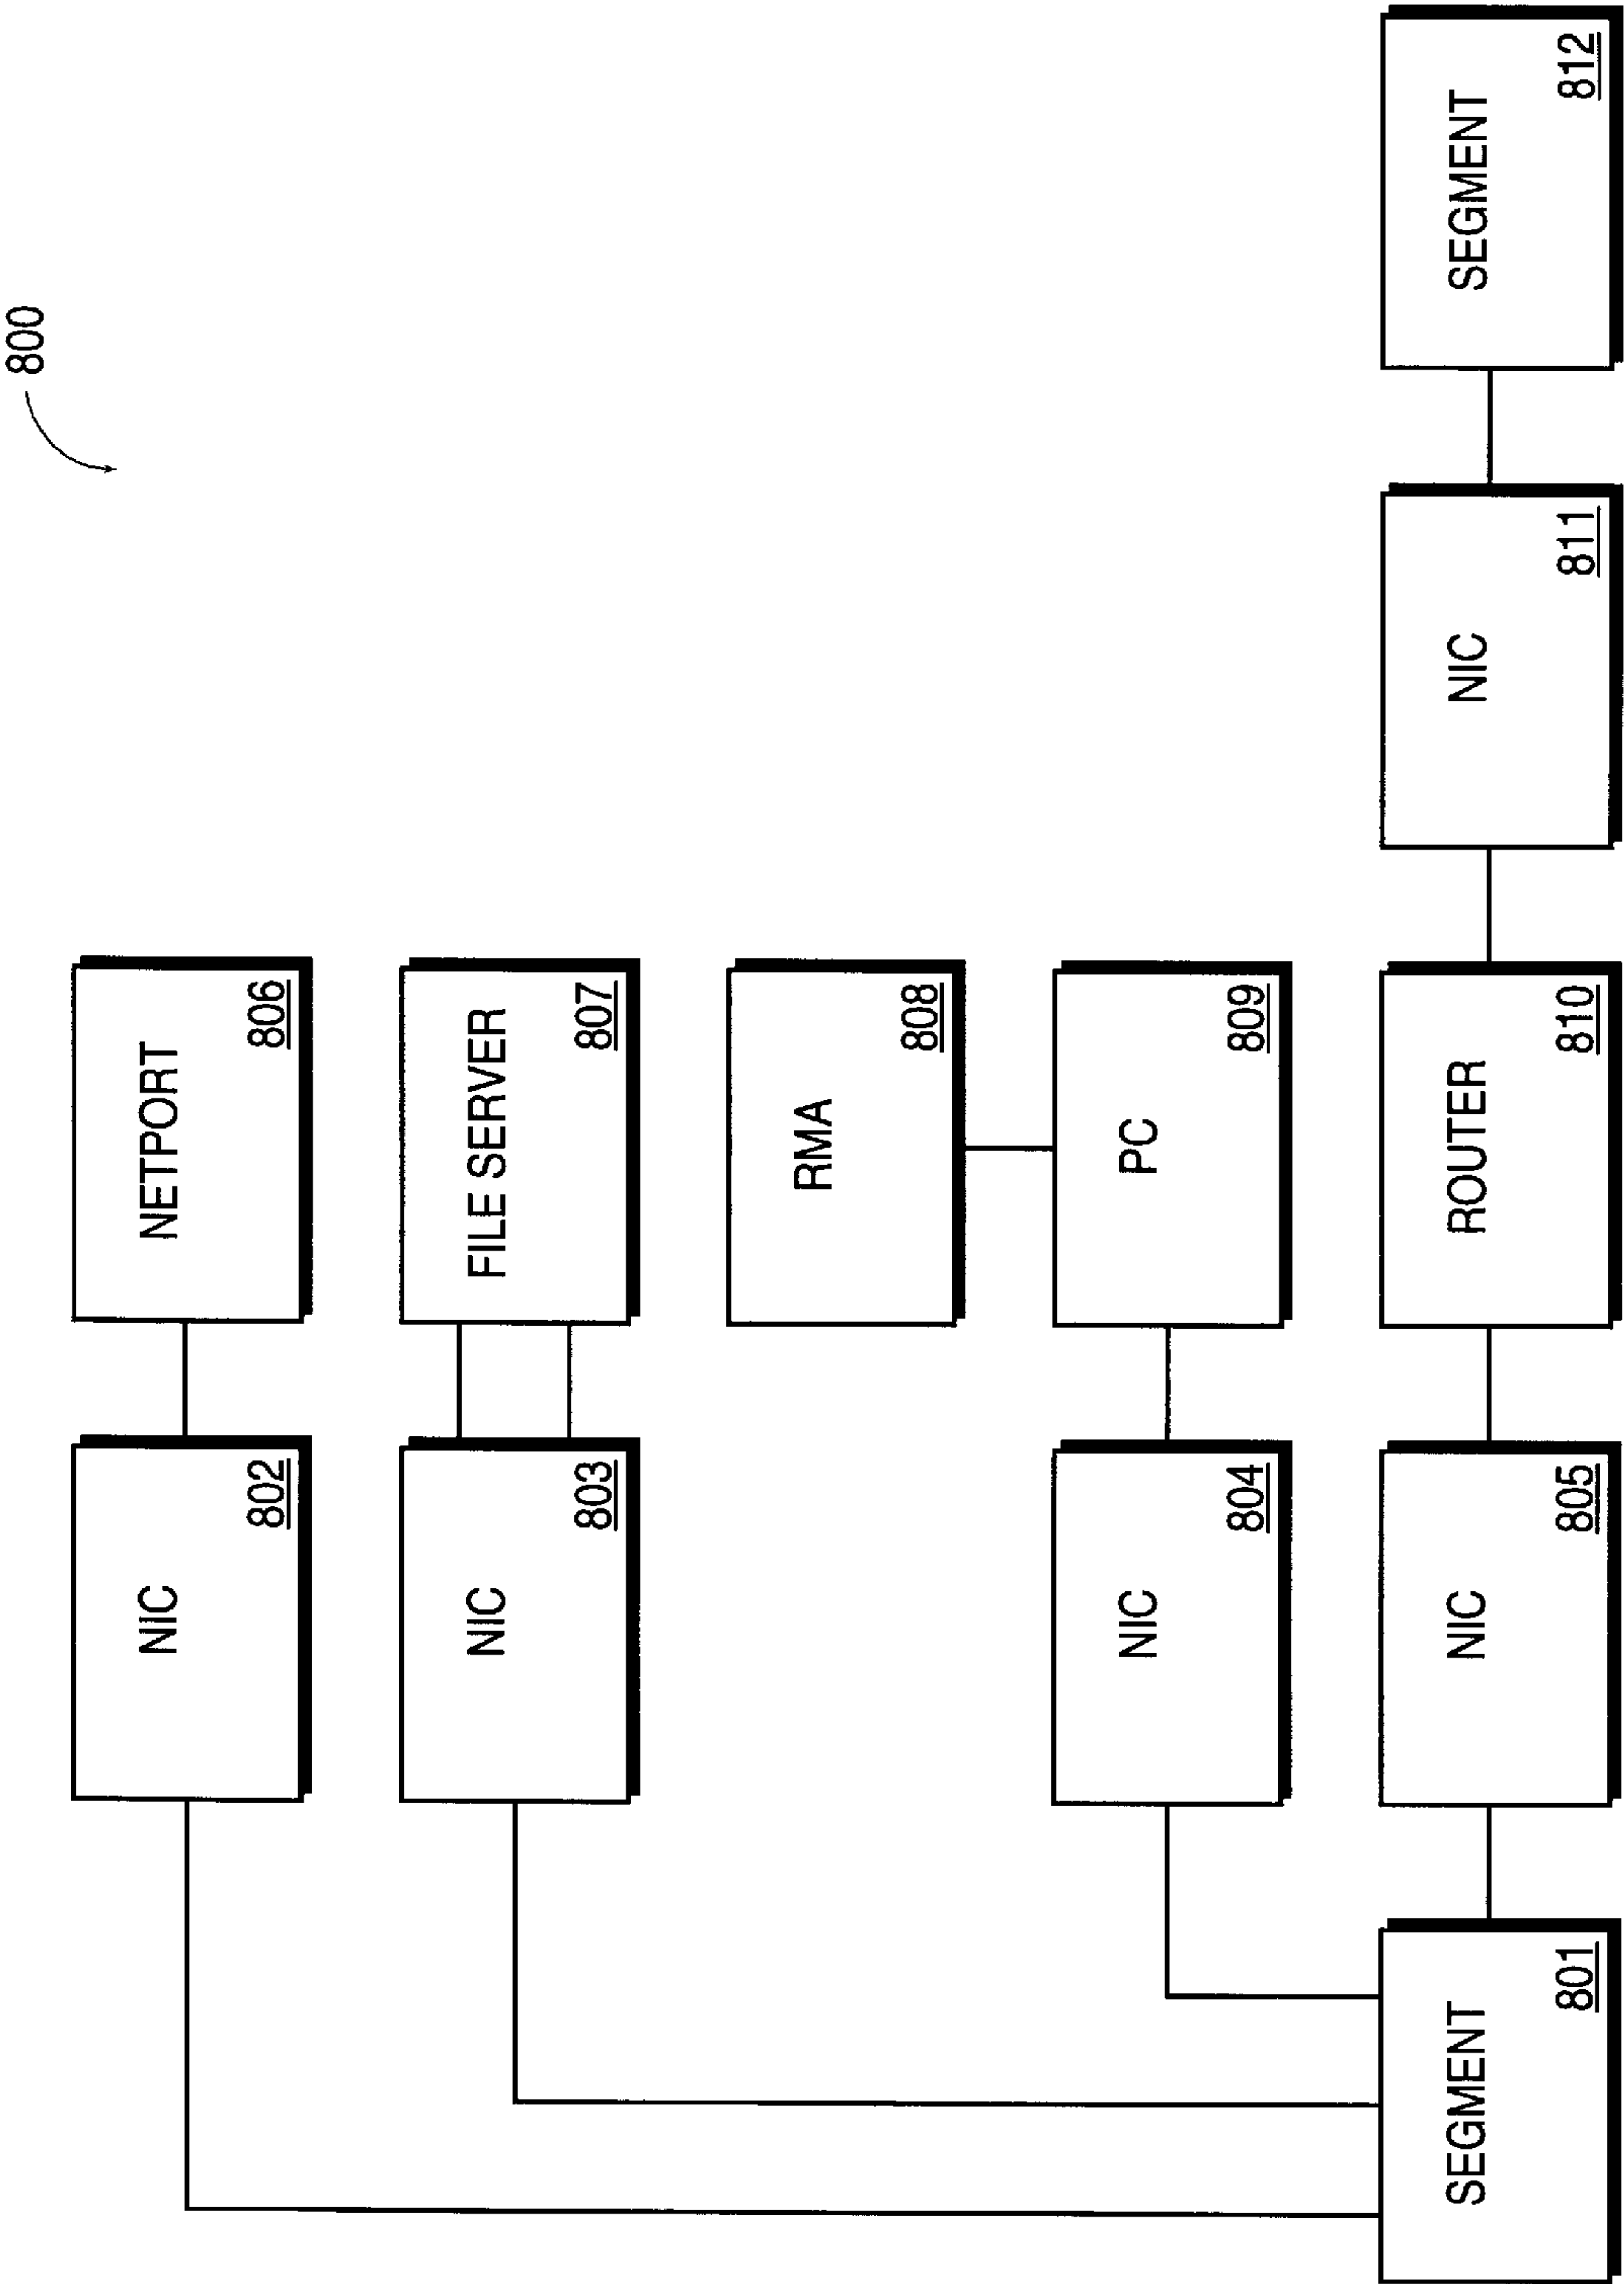 800
NETPORT
806
NIC
802
FILE SERVER
807
NIC
803
RMA
808
PC
809
NIC
804
SEGMENT
812
NIC
811
ROUTER
810
NIC
805
SEGMENT
801